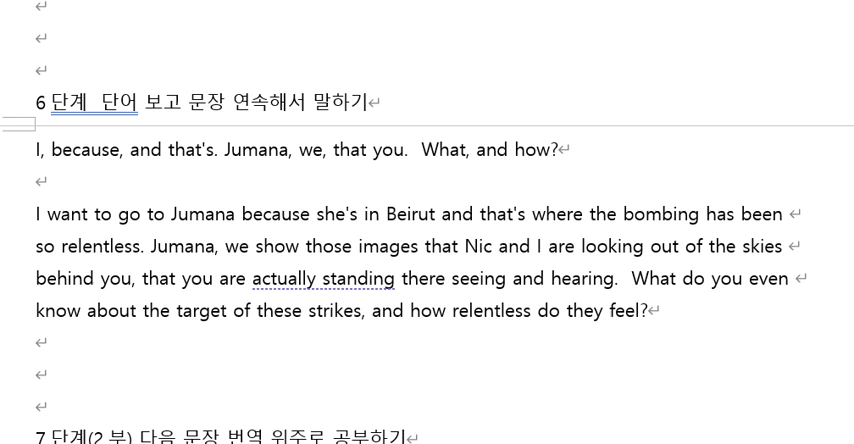 6 단계  단어 보고 문장 연속해서 말하기
I, because, and that's. Jumana, we, that you.  What, and how?
I want to go to Jumana because she's in Beirut and that's where the bombing has been
so relentless. Jumana, we show those images that Nic and I are looking out of the skies
behind you, that you are actually standing there seeing and hearing.  What do you even
know about the target of these strikes, and how relentless do they feel?
7 단계(2 부) 다음 문장 번역 위주로 공부하기